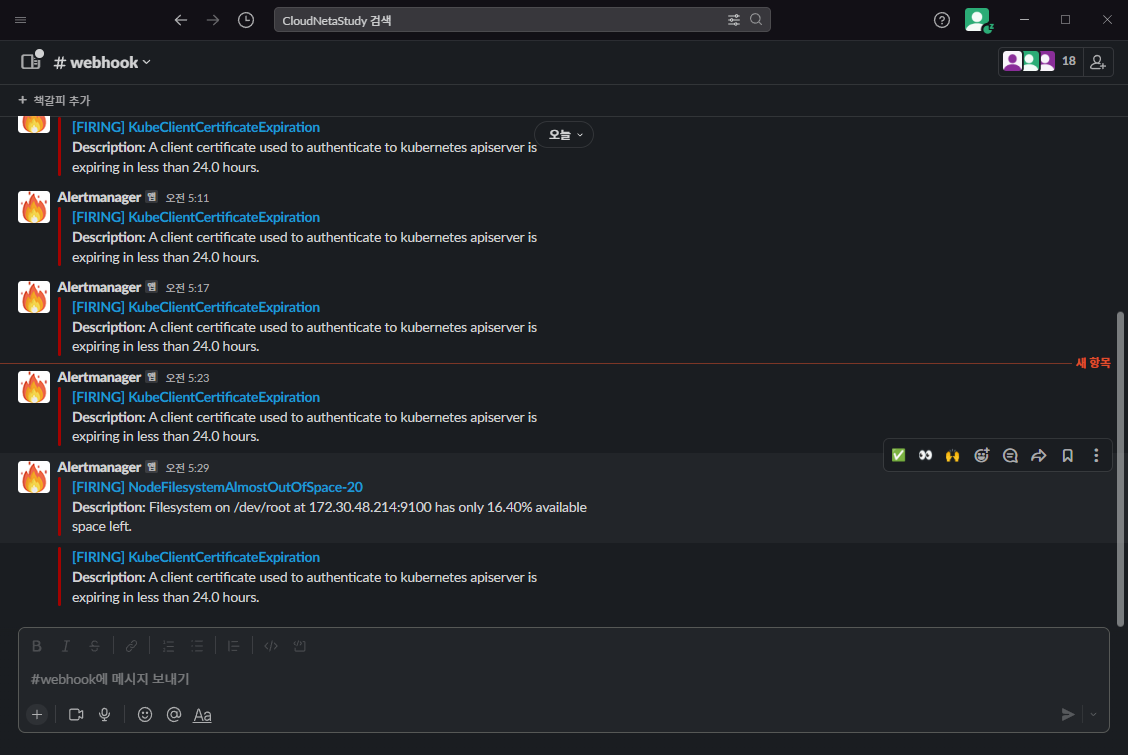 CloudNetaStudy 검색
# webhook
18
+ 책갈피 추가
오늘
[FIRING] KubeClientCertificateExpiration
Description: A client certificate used to authenticate to kubernetes apiserver is
expiring in less than 24.0 hours.
Alertmanager 앱 오전 5:11
[FIRING] KubeClientCertificateExpiration
Description: A client certificate used to authenticate to kubernetes apiserver is
expiring in less than 24.0 hours.
Alertmanager 앱 오전 5:17
[FIRING] KubeClientCertificateExpiration
Description: A client certificate used to authenticate to kubernetes apiserver is
expiring in less than 24.0 hours.
새 항목
Alertmanager 앱 오전 5:23
[FIRING] KubeClientCertificateExpiration
Description: A client certificate used to authenticate to kubernetes apiserver is
expiring in less than 24.0 hours.
Alertmanager 앱 오전 5:29
[FIRING] NodeFilesystemAlmostOutOfSpace-20
Description: Filesystem on /dev/root at 172.30.48.214:9100 has only 16.40% available
space left.
[FIRING] KubeClientCertificateExpiration
Description: A client certificate used to authenticate to kubernetes apiserver is
expiring in less than 24.0 hours.
B I S
#webhook에 메시지 보내기
Aa